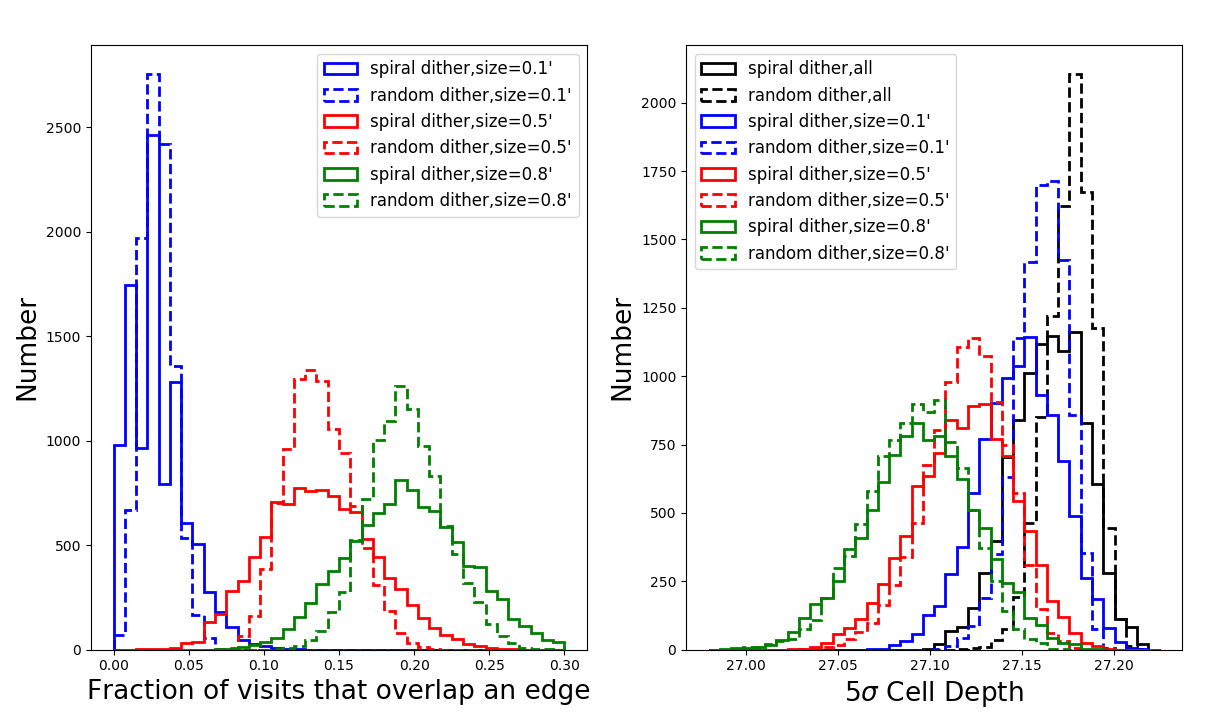 spiral dither,size=0.1'
random dither,size=0.1'
spiral dither,size=0.5'
random dither,size=0.5'
spiral dither,size=0.8'
random dither,size=0.8'
Number
2500
2000
1500
1000
500
0
0.00 0.05 0.10 0.15 0.20 0.25 0.30
Fraction of visits that overlap an edge
spiral dither,all
random dither,all
spiral dither,size=0.1'
random dither,size=0.1'
spiral dither,size=0.5'
random dither,size=0.5'
spiral dither,size=0.8'
random dither,size=0.8'
Number
2000
1750
1500
1250
1000
750
500
250
0
27.00 27.05 27.10 27.15 27.20
5σ Cell Depth